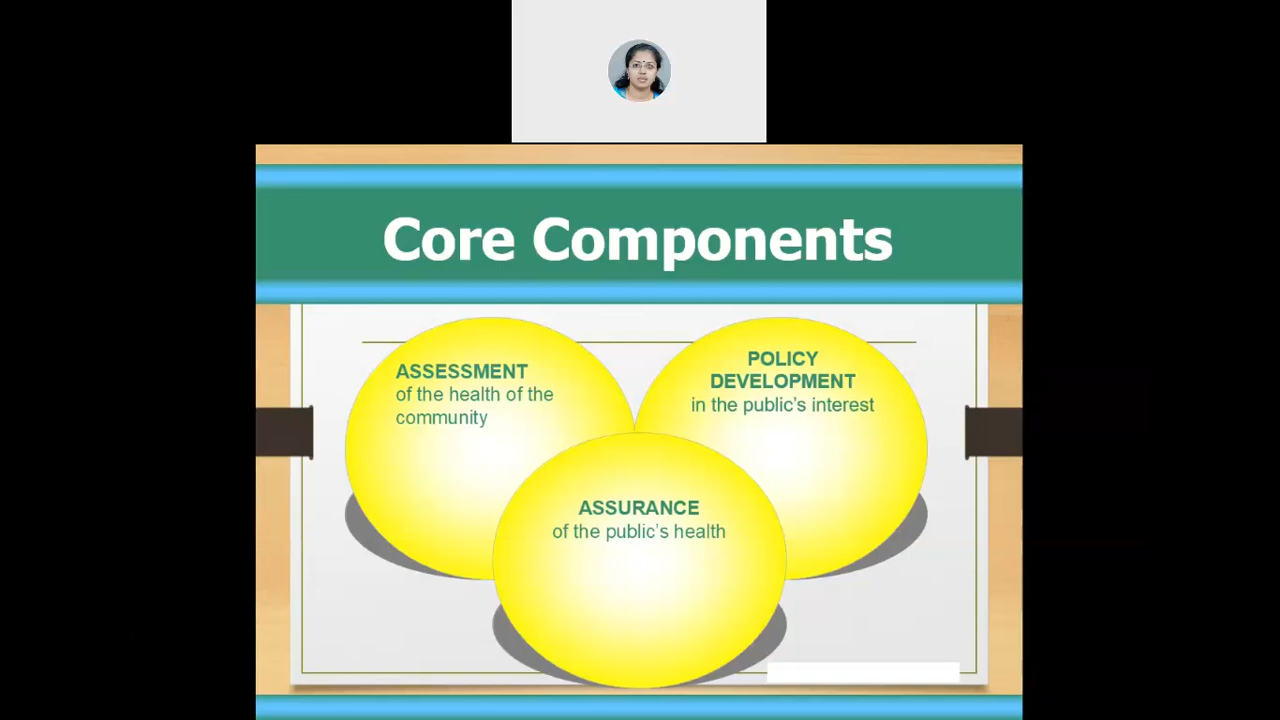 Core Components
ASSESSMENT
of the health of the
community
POLICY
DEVELOPMENT
in the public's interest
ASSURANCE
of the public's health